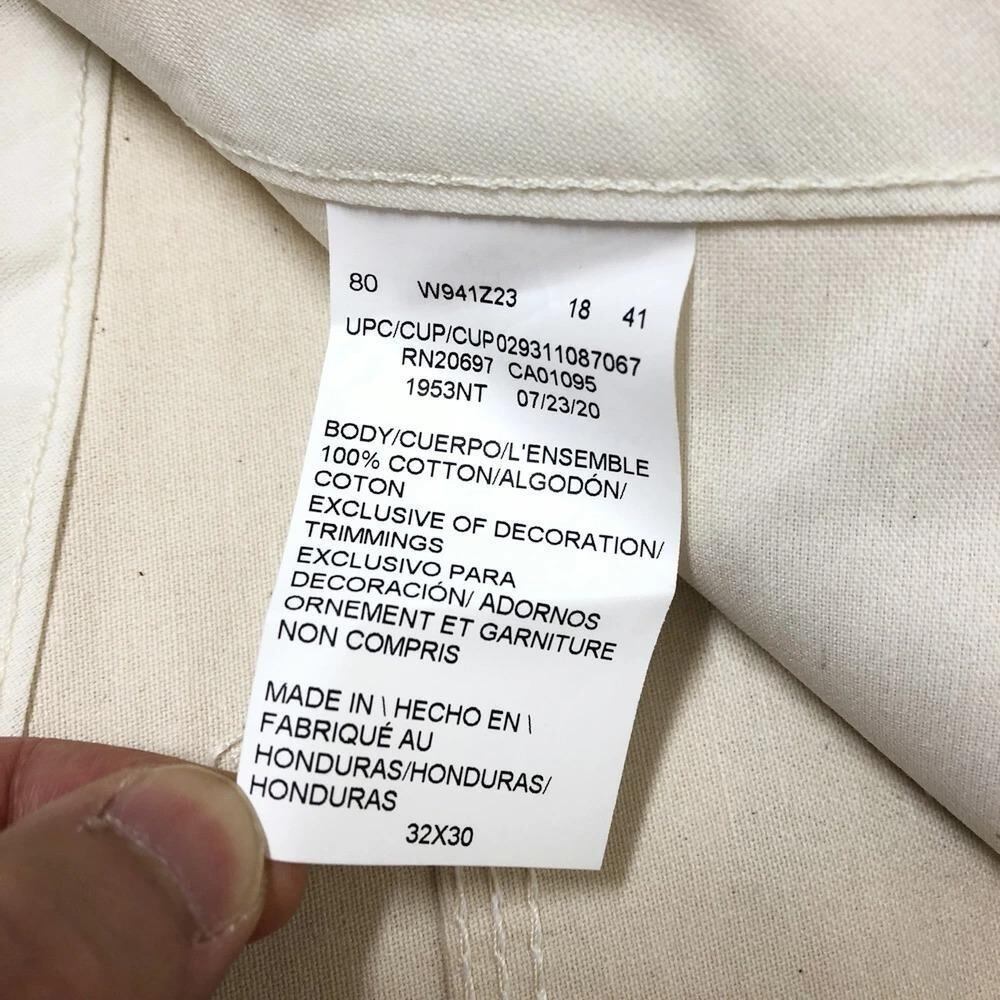 80 W941Z23 18 41
UPC/CUP/CUP029311087067
RN20697 CA01095
1953NT 07/23/20
BODY/CUERPO/L'ENSEMBLE
100% COTTON/ALGODÓN/
COTON
EXCLUSIVE OF DECORATION/
TRIMMINGS
EXCLUSIVO PARA
DECORACIÓN/ ADORNOS
ORNEMENT ET GARNITURE
NON COMPRIS
MADE IN \ HECHO EN \
FABRIQUÉ AU
HONDURAS/HONDURAS/
HONDURAS
32X30